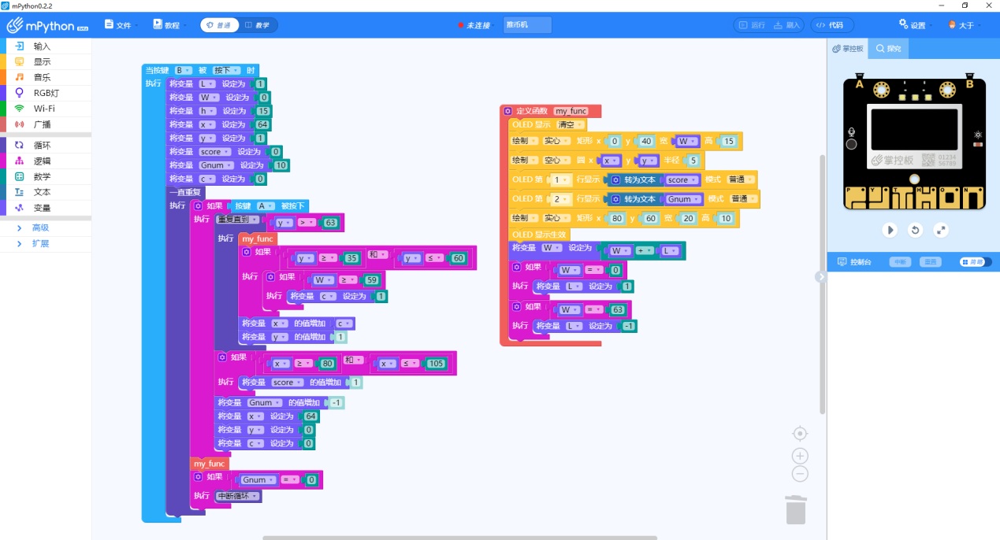 mPython0.2.2
mPython Beta 文件 教程 普通 教学 未连接 推币机 运行 刷入 代码 设置 大于
输入
显示
音乐
RGB灯
Wi-Fi
广播
循环
逻辑
数学
文本
变量
高级
扩展
当按键 B 被 按下 时
执行 将变量 L 设定为 1
将变量 W 设定为 0
将变量 h 设定为 15
将变量 x 设定为 64
将变量 y 设定为 1
将变量 score 设定为 0
将变量 Gnum 设定为 10
将变量 c 设定为 0
一直重复
执行 如果 按键 A 被按下
执行 重复直到 y > 63
执行 my_func
如果 y ≥ 35 和 y ≤ 60
执行 如果 W ≥ 59
执行 将变量 c 设定为 1
将变量 x 的值增加 c
将变量 y 的值增加 1
如果 x ≥ 80 和 x ≤ 105
执行 将变量 score 的值增加 1
将变量 Gnum 的值增加 -1
将变量 x 设定为 64
将变量 y 设定为 0
将变量 c 设定为 0
my_func
如果 Gnum = 0
执行 中断循环
定义函数 my_func
OLED 显示 清空
绘制 实心 矩形 x 0 y 40 宽 W 高 15
绘制 空心 圆 x x y y 半径 5
OLED 第 1 行显示 转为文本 score 模式 普通
OLED 第 2 行显示 转为文本 Gnum 模式 普通
绘制 实心 矩形 x 80 y 60 宽 20 高 10
OLED 显示生效
将变量 W 设定为 W + L
如果 W = 0
执行 将变量 L 设定为 1
如果 W = 63
执行 将变量 L 设定为 -1
掌控板 探究
A B
掌控板 01234
56789
P Y T H O N
控制台 中断 重置 简略